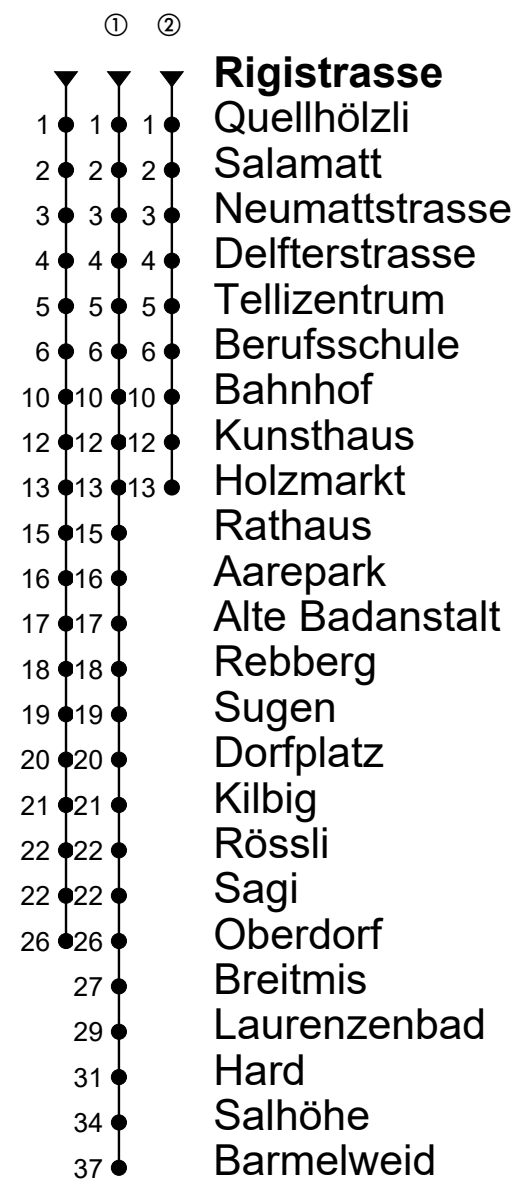 ① ②
Rigistrasse
1 1 1 Quellhölzli
2 2 2 Salamatt
3 3 3 Neumattstrasse
4 4 4 Delfterstrasse
5 5 5 Tellizentrum
6 6 6 Berufsschule
10 10 10 Bahnhof
12 12 12 Kunsthaus
13 13 13 Holzmarkt
15 15 Rathaus
16 16 Aarepark
17 17 Alte Badanstalt
18 18 Rebberg
19 19 Sugen
20 20 Dorfplatz
21 21 Kilbig
22 22 Rössli
22 22 Sagi
26 26 Oberdorf
27 Breitmis
29 Laurenzenbad
31 Hard
34 Salhöhe
37 Barmelweid